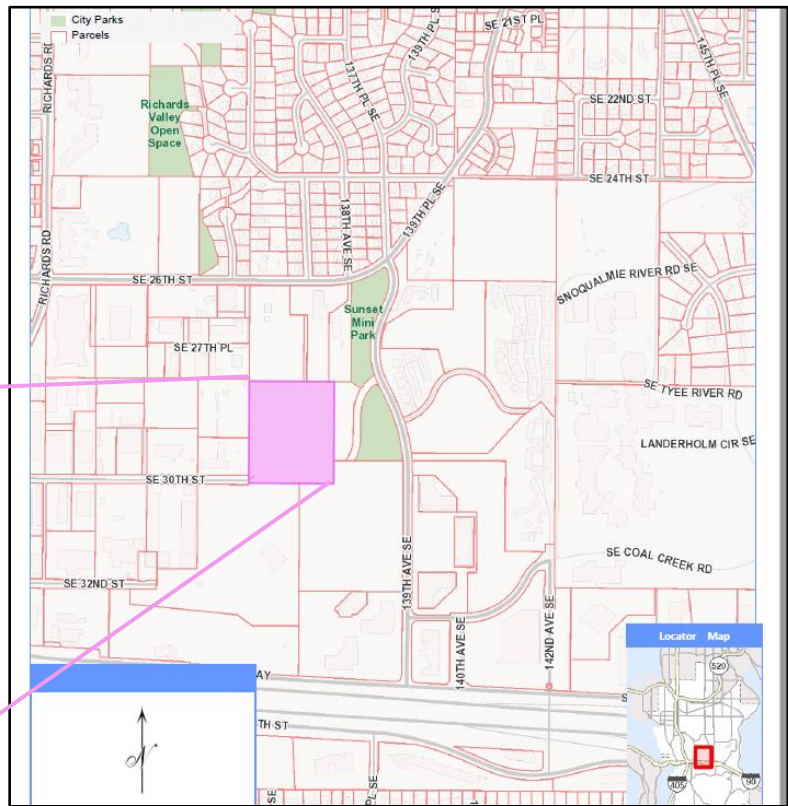 City Parks
Parcels
RICHARDS RD
139TH PL SE
SE 21ST PL
145TH PL SE
137TH PL SE
SE 22ND ST
Richards
Valley
Open
Space
SE 24TH ST
138TH AVE SE
139TH PL SE
RICHARDS RD
SE 26TH ST
SNOQUALMIE RIVER RD SE
Sunset
Mini
Park
SE 27TH PL
SE TYEE RIVER RD
LANDERHOLM CIR SE
SE 30TH ST
SE COAL CREEK RD
SE 32ND ST
139TH AVE SE
140TH AVE SE
142ND AVE SE
Locator Map
520
AY
S
TH ST
N
PL SE
405
90